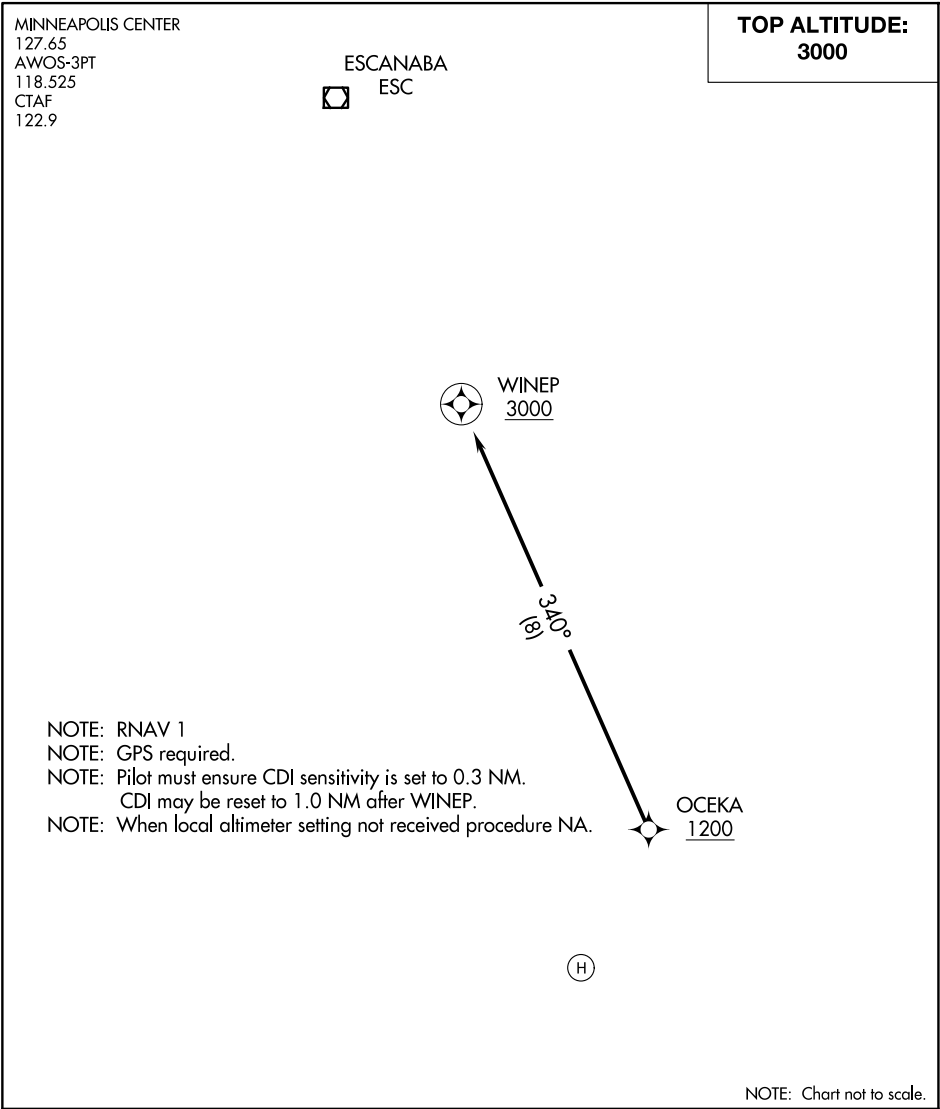 MINNEAPOLIS CENTER
127.65
AWOS-3PT
118.525
CTAF
122.9
TOP ALTITUDE:
3000
ESCANABA
ESC
WINEP
3000
340°
(8)
NOTE: RNAV 1
NOTE: GPS required.
NOTE: Pilot must ensure CDI sensitivity is set to 0.3 NM.
CDI may be reset to 1.0 NM after WINEP.
NOTE: When local altimeter setting not received procedure NA.
OCEKA
1200
H
NOTE: Chart not to scale.